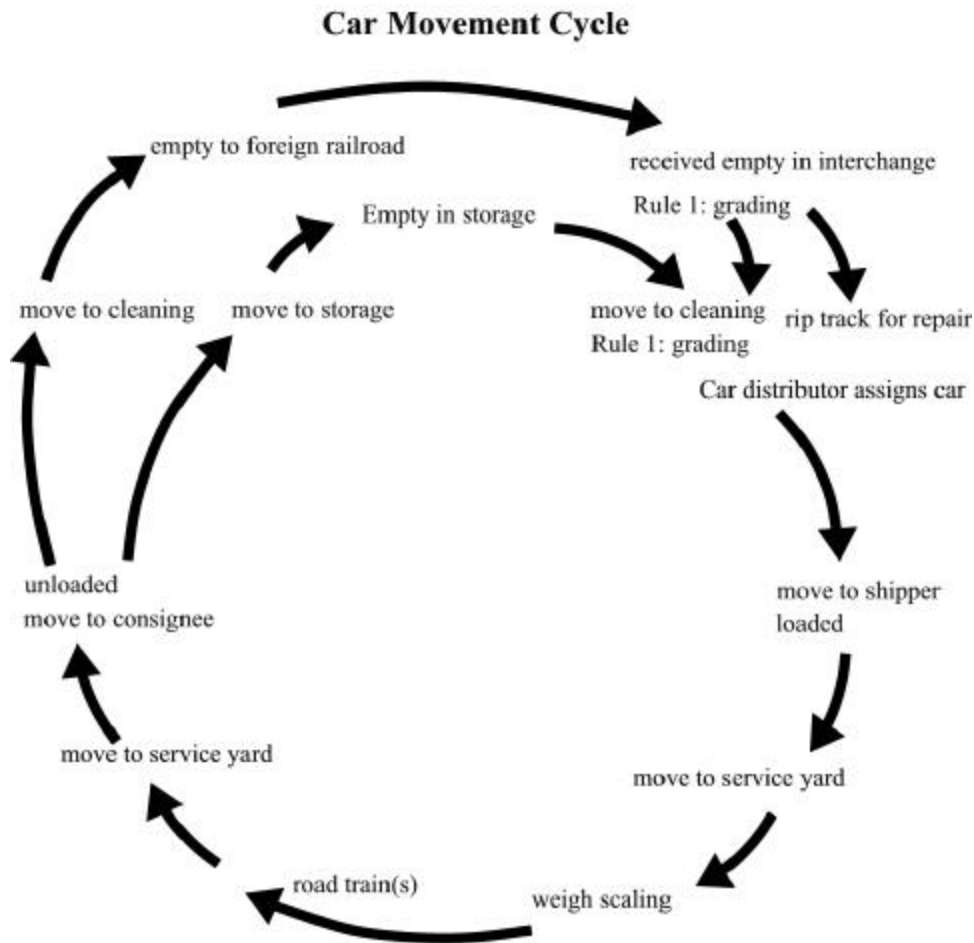 Car Movement Cycle
empty to foreign railroad
received empty in interchange
Rule 1: grading
Empty in storage
move to cleaning
move to storage
move to cleaning
Rule 1: grading
rip track for repair
Car distributor assigns car
unloaded
move to consignee
move to shipper
loaded
move to service yard
move to service yard
road train(s)
weigh scaling